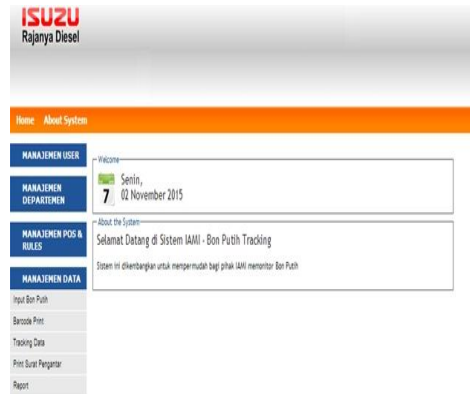 ISUZU
Rajanya Diesel
Home About System
MANAJEMEN USER
MANAJEMEN
DEPARTEMEN
MANAJEMEN POS &
RULES
MANAJEMEN DATA
Input Bon Putih
Barcode Print
Tracking Data
Print Surat Pengantar
Report
Welcome
7
Senin,
02 November 2015
About the System
Selamat Datang di Sistem IAMI - Bon Putih Tracking
Sistem ini dikembangkan untuk mempermudah bagi pihak IAMI memonitor Bon Putih